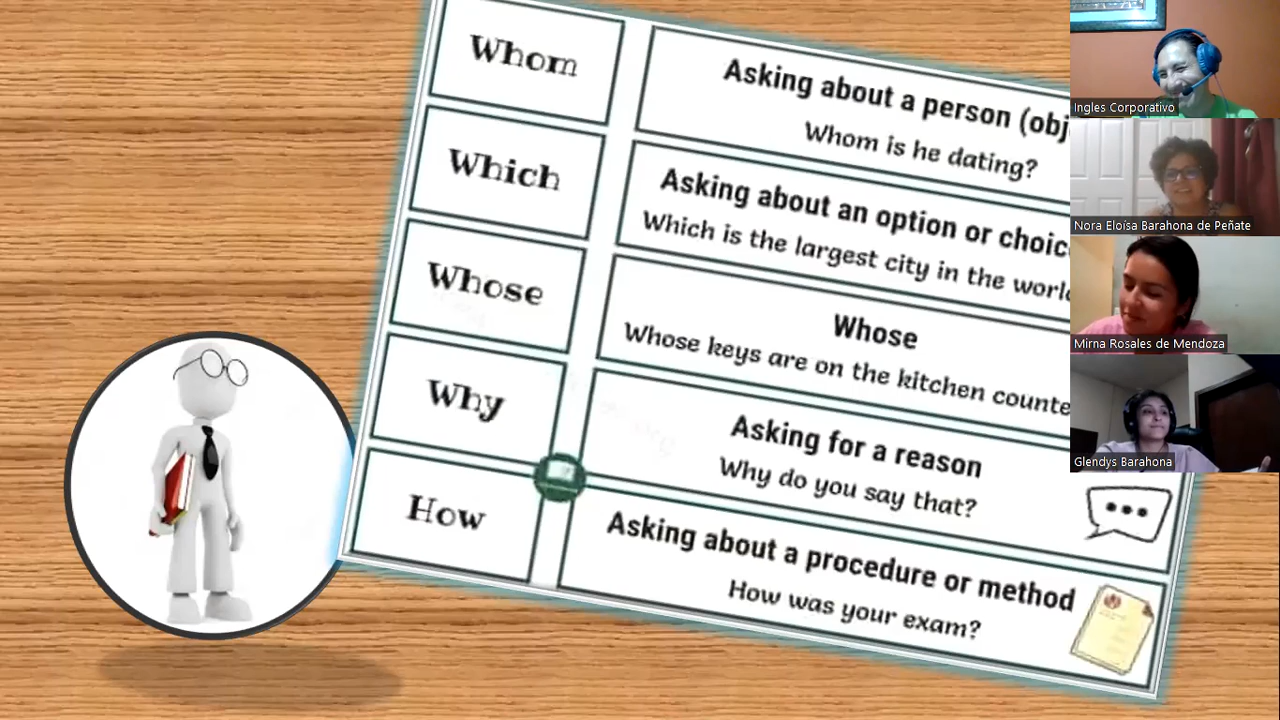 Whom
Asking about a person (obj
Whom is he dating?
Which
Asking about an option or choic
Which is the largest city in the worl
Whose
Whose
Whose keys are on the kitchen counte
Why
Asking for a reason
Why do you say that?
How
Asking about a procedure or method
How was your exam?
Ingles Corporativo
Nora Eloísa Barahona de Peñate
Mirna Rosales de Mendoza
Glendys Barahona